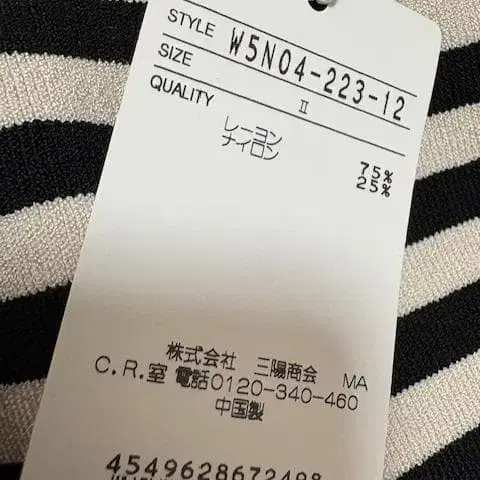 STYLE W5N04-223-12
SIZE II
QUALITY
レーヨン 75%
ナイロン 25%
株式会社 三陽商会 MA
C.R.室 電話0120-340-460
中国製